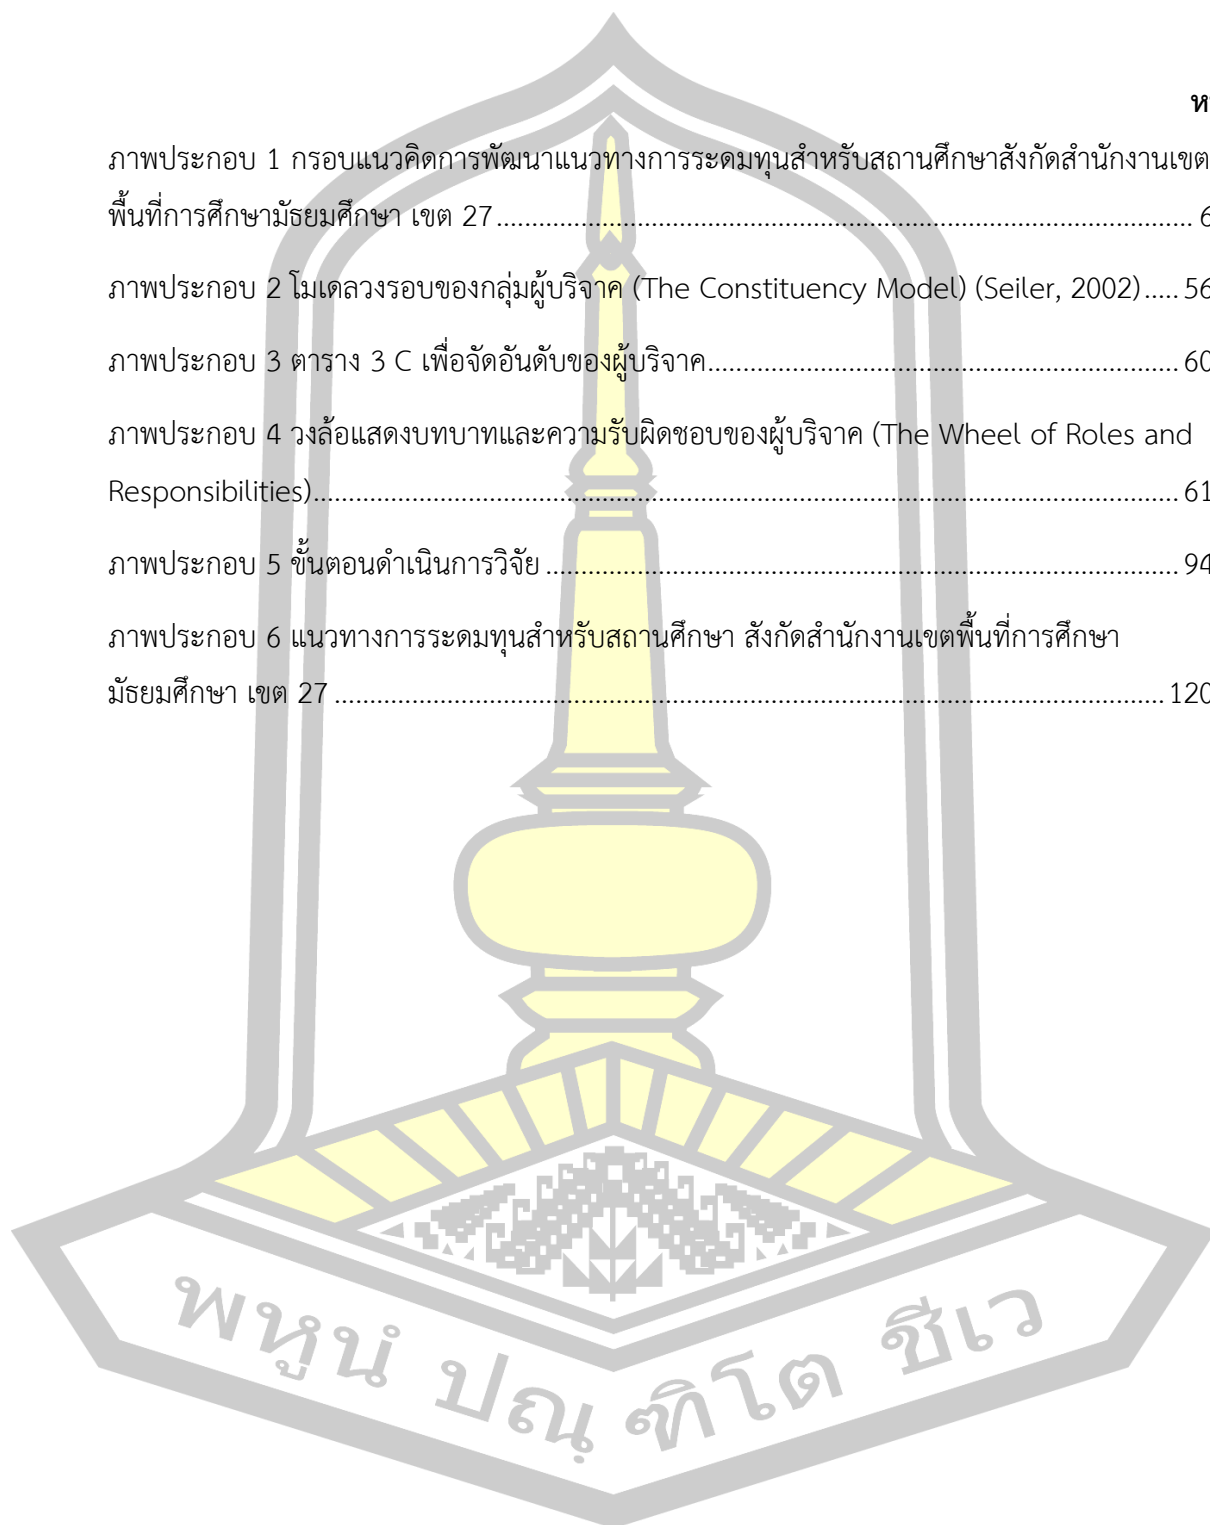 ห
ภาพประกอบ 1 กรอบแนวคิดการพัฒนาแนวทางการระดมทุนสำหรับสถานศึกษาสังกัดสำนักงานเขต
พื้นที่การศึกษามัธยมศึกษา เขต 27 ........................................................................................ 6
ภาพประกอบ 2 โมเดลวงรอบของกลุ่มผู้บริจาค (The Constituency Model) (Seiler, 2002) ..... 56
ภาพประกอบ 3 ตาราง 3 C เพื่อจัดอันดับของผู้บริจาค ............................................................ 60
ภาพประกอบ 4 วงล้อแสดงบทบาทและความรับผิดชอบของผู้บริจาค (The Wheel of Roles and
Responsibilities) ............................................................................................................. 61
ภาพประกอบ 5 ขั้นตอนดำเนินการวิจัย ................................................................................ 94
ภาพประกอบ 6 แนวทางการระดมทุนสำหรับสถานศึกษา สังกัดสำนักงานเขตพื้นที่การศึกษา
มัธยมศึกษา เขต 27 ......................................................................................................... 120
พหูนํ ปณฺฑิโต ชีเว